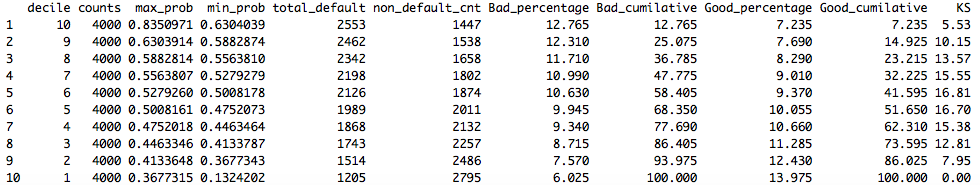 decile counts max_prob min_prob total_default non_default_cnt Bad_percentage Bad_cumilative Good_percentage Good_cumilative KS
1 10 4000 0.8350971 0.6304039 2553 1447 12.765 12.765 7.235 7.235 5.53
2 9 4000 0.6303914 0.5882874 2462 1538 12.310 25.075 7.690 14.925 10.15
3 8 4000 0.5882814 0.5563810 2342 1658 11.710 36.785 8.290 23.215 13.57
4 7 4000 0.5563807 0.5279279 2198 1802 10.990 47.775 9.010 32.225 15.55
5 6 4000 0.5279260 0.5008178 2126 1874 10.630 58.405 9.370 41.595 16.81
6 5 4000 0.5008161 0.4752073 1989 2011 9.945 68.350 10.055 51.650 16.70
7 4 4000 0.4752018 0.4463464 1868 2132 9.340 77.690 10.660 62.310 15.38
8 3 4000 0.4463346 0.4133787 1743 2257 8.715 86.405 11.285 73.595 12.81
9 2 4000 0.4133648 0.3677343 1514 2486 7.570 93.975 12.430 86.025 7.95
10 1 4000 0.3677315 0.1324202 1205 2795 6.025 100.000 13.975 100.000 0.00